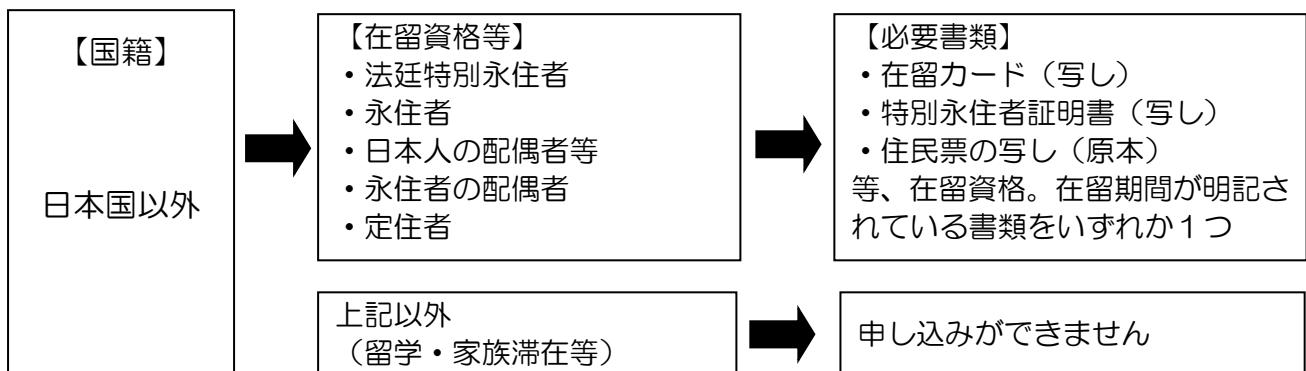 【国籍】
日本国以外
【在留資格等】
・法廷特別永住者
・永住者
・日本人の配偶者等
・永住者の配偶者
・定住者
【必要書類】
・在留カード（写し）
・特別永住者証明書（写し）
・住民票の写し（原本）
等、在留資格。在留期間が明記さ
れている書類をいずれか１つ
上記以外
（留学・家族滞在等）
申し込みができません